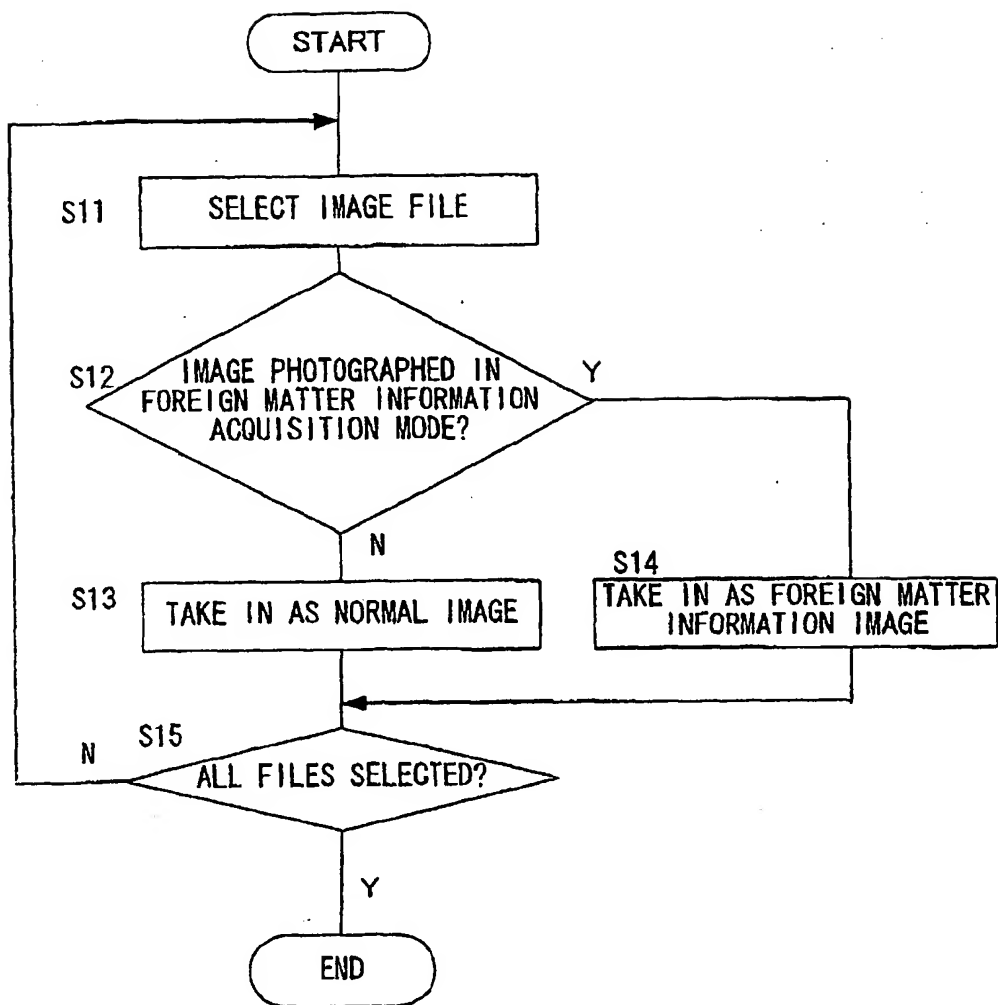 START
S11
SELECT IMAGE FILE
S12
IMAGE PHOTOGRAPHED IN
FOREIGN MATTER INFORMATION
ACQUISITION MODE?
Y
N
S13
TAKE IN AS NORMAL IMAGE
S14
TAKE IN AS FOREIGN MATTER
INFORMATION IMAGE
S15
N
ALL FILES SELECTED?
Y
END